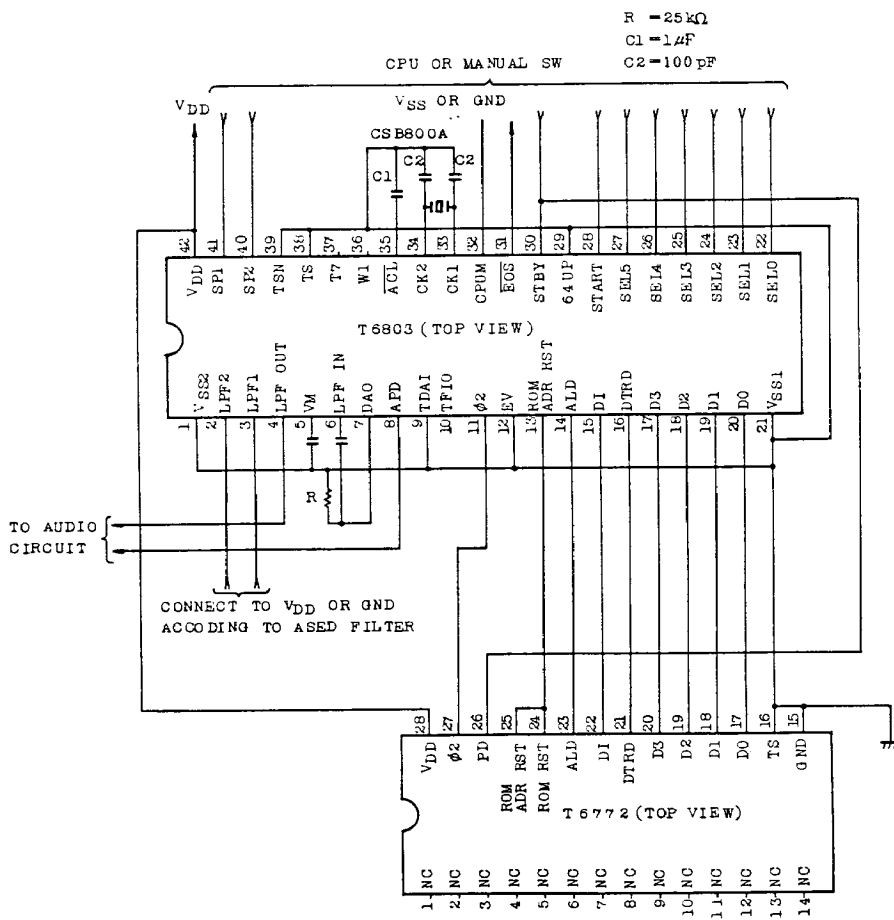 R = 25kΩ
C1 = 1μF
C2 = 100pF
CPU OR MANUAL SW
VDD
VSS OR GND
CSB800A
C2
C2
C1
42 41 40 39 38 37 36 35 34 33 32 31 30 29 28 27 26 25 24 23 22
VDD SP1 SP2 TSN TS T7 W1 ACL CK2 CK1 CPUM EOS STBY 64UP START SEL5 SEL4 SEL3 SEL2 SEL1 SEL0
T6803 (TOP VIEW)
VSS2 LPF2 LPF1 LPF OUT VM LPF IN DAO APD TDAI TFIO φ2 EV ROM ADR RST ALD DI DTRD D3 D2 D1 D0 VSS1
1 2 3 4 5 6 7 8 9 10 11 12 13 14 15 16 17 18 19 20 21
R
TO AUDIO
CIRCUIT
CONNECT TO VDD OR GND
ACCODING TO ASED FILTER
28 27 26 25 24 23 22 21 20 19 18 17 16 15
VDD φ2 PD ROM ADR RST ROM RST ALD DI DTRD D3 D2 D1 D0 TS GND
T6772 (TOP VIEW)
NC NC NC NC NC NC NC NC NC NC NC NC NC NC
1 2 3 4 5 6 7 8 9 10 11 12 13 14